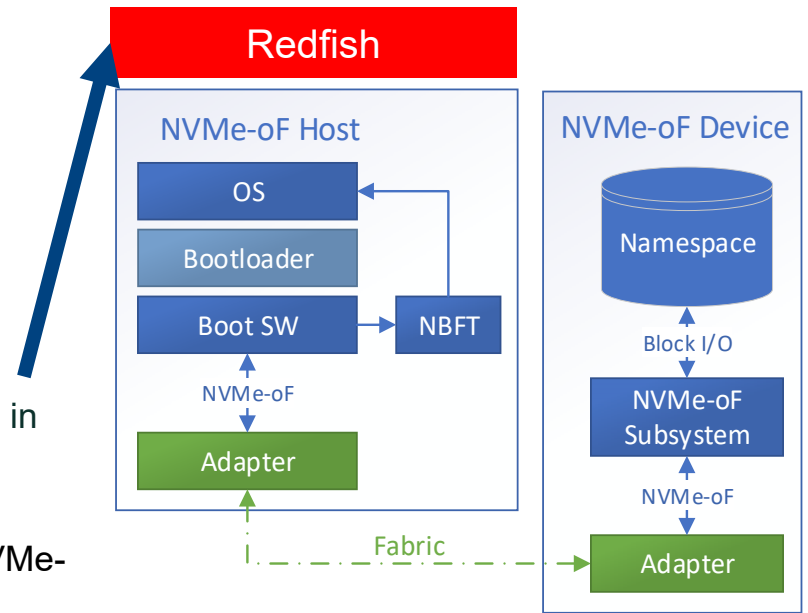 Redfish
NVMe-oF Host
OS
Bootloader
Boot SW
NBFT
NVMe-oF
Adapter
in
VMe-
Fabric
NVMe-oF Device
Namespace
Block I/O
NVMe-oF
Subsystem
NVMe-oF
Adapter